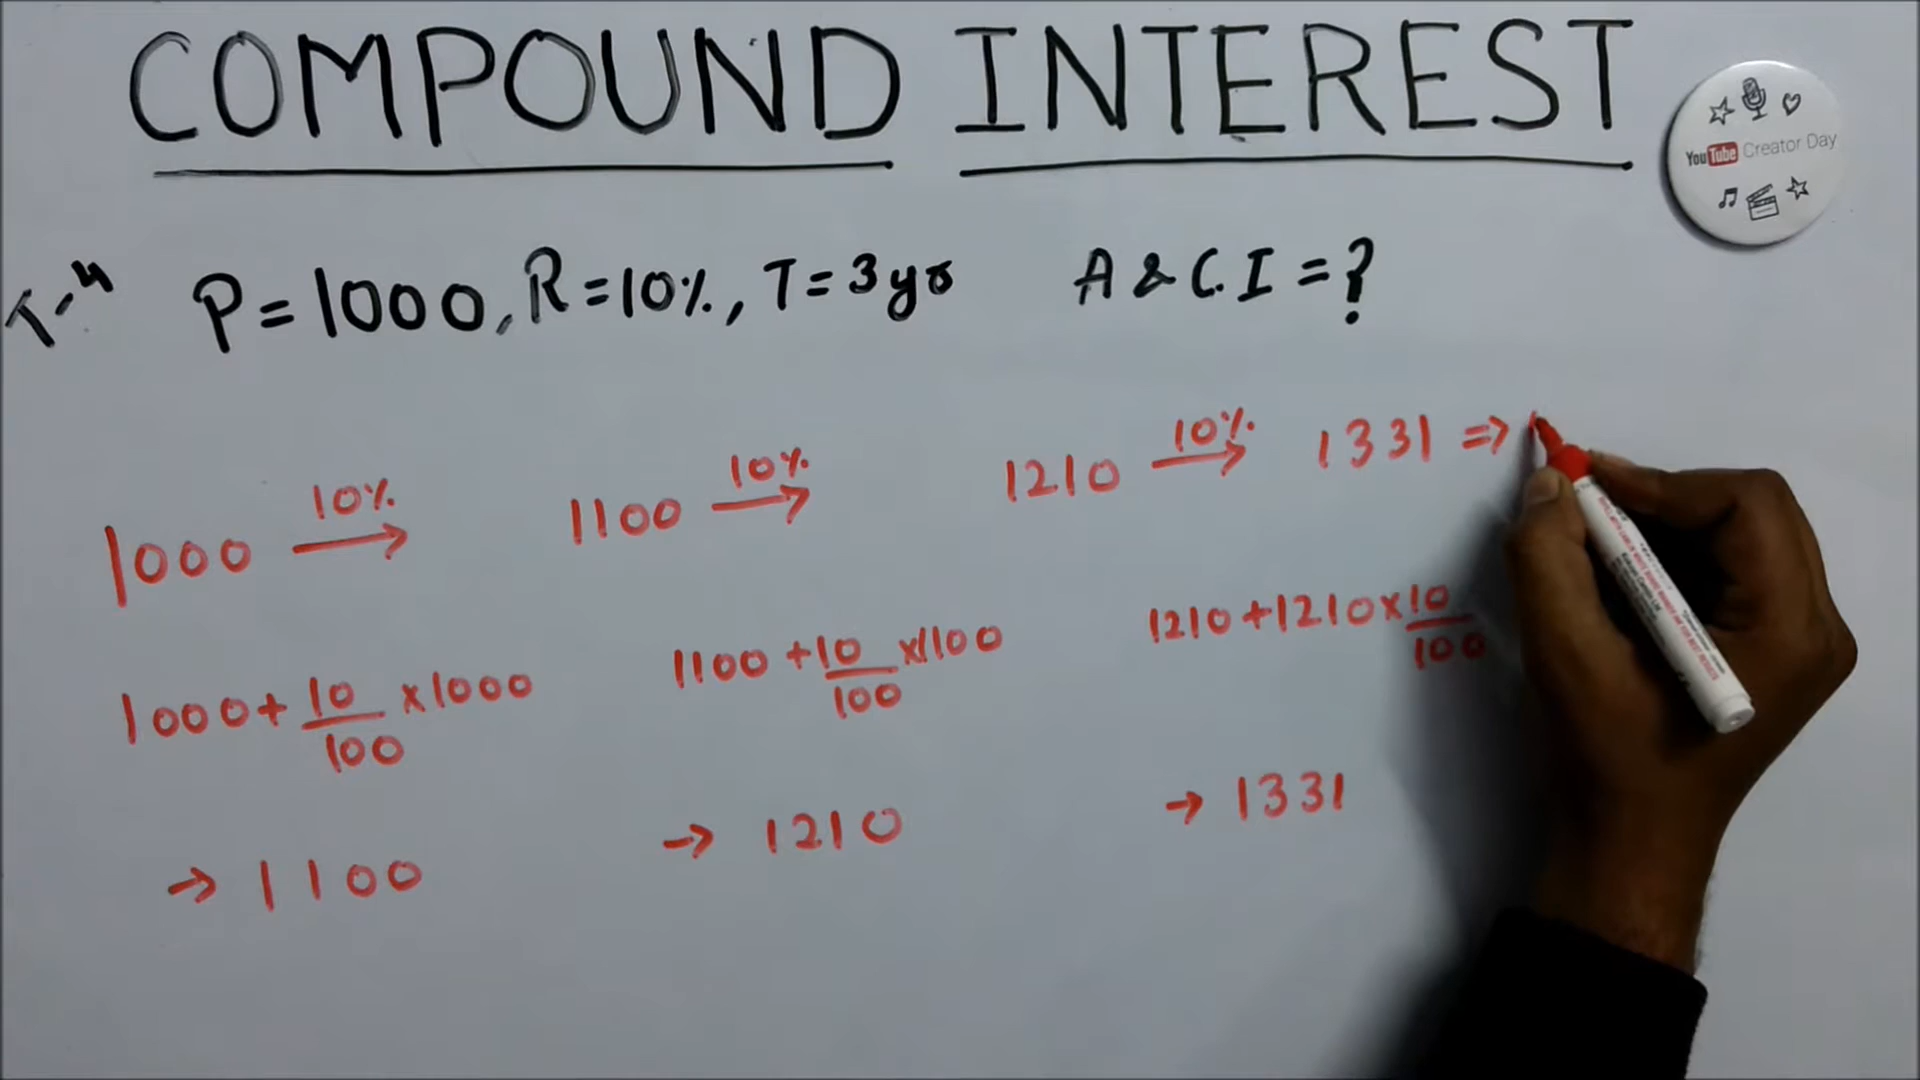 COMPOUND INTEREST
YouTube Creator Day
T-4 P=1000, R=10%, T=3yrs A & C.I=?
1000 10% → 1100 10% → 1210 10% → 1331 ⇒
1000+10/100×1000 1100+10/100×1100 1210+1210×10/100
→ 1100 → 1210 → 1331